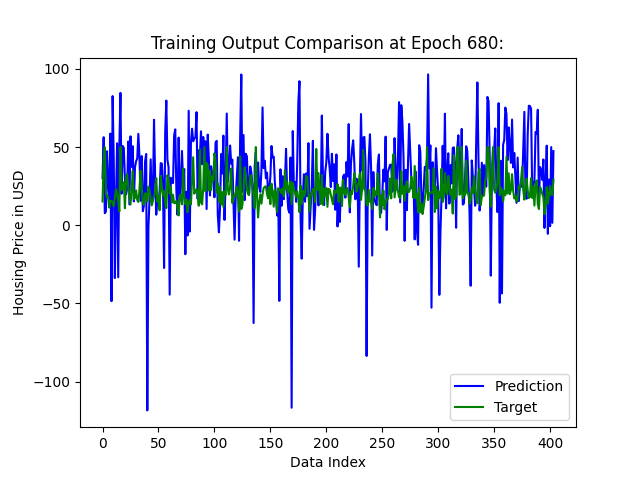 Training Output Comparison at Epoch 680:
Housing Price in USD
100
50
0
−50
−100
Prediction
Target
0 50 100 150 200 250 300 350 400
Data Index